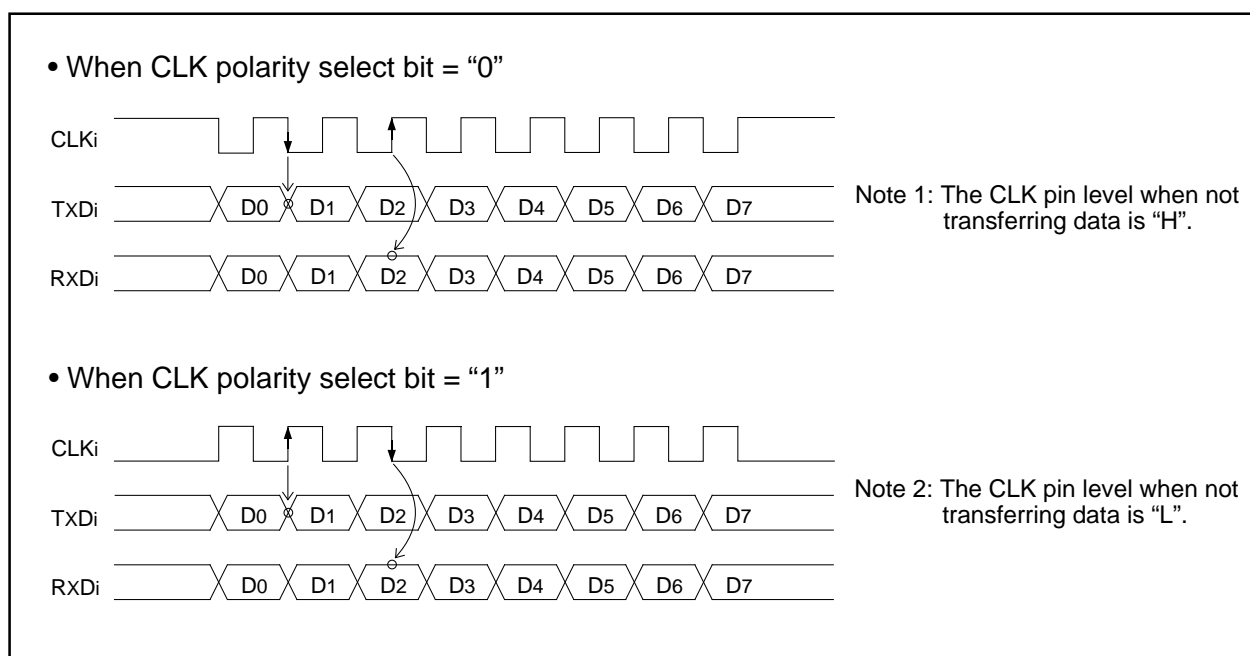 • When CLK polarity select bit = “0”
CLKi
TXDi D0 D1 D2 D3 D4 D5 D6 D7
RXDi D0 D1 D2 D3 D4 D5 D6 D7
Note 1: The CLK pin level when not
transferring data is “H”.
• When CLK polarity select bit = “1”
CLKi
TXDi D0 D1 D2 D3 D4 D5 D6 D7
RXDi D0 D1 D2 D3 D4 D5 D6 D7
Note 2: The CLK pin level when not
transferring data is “L”.